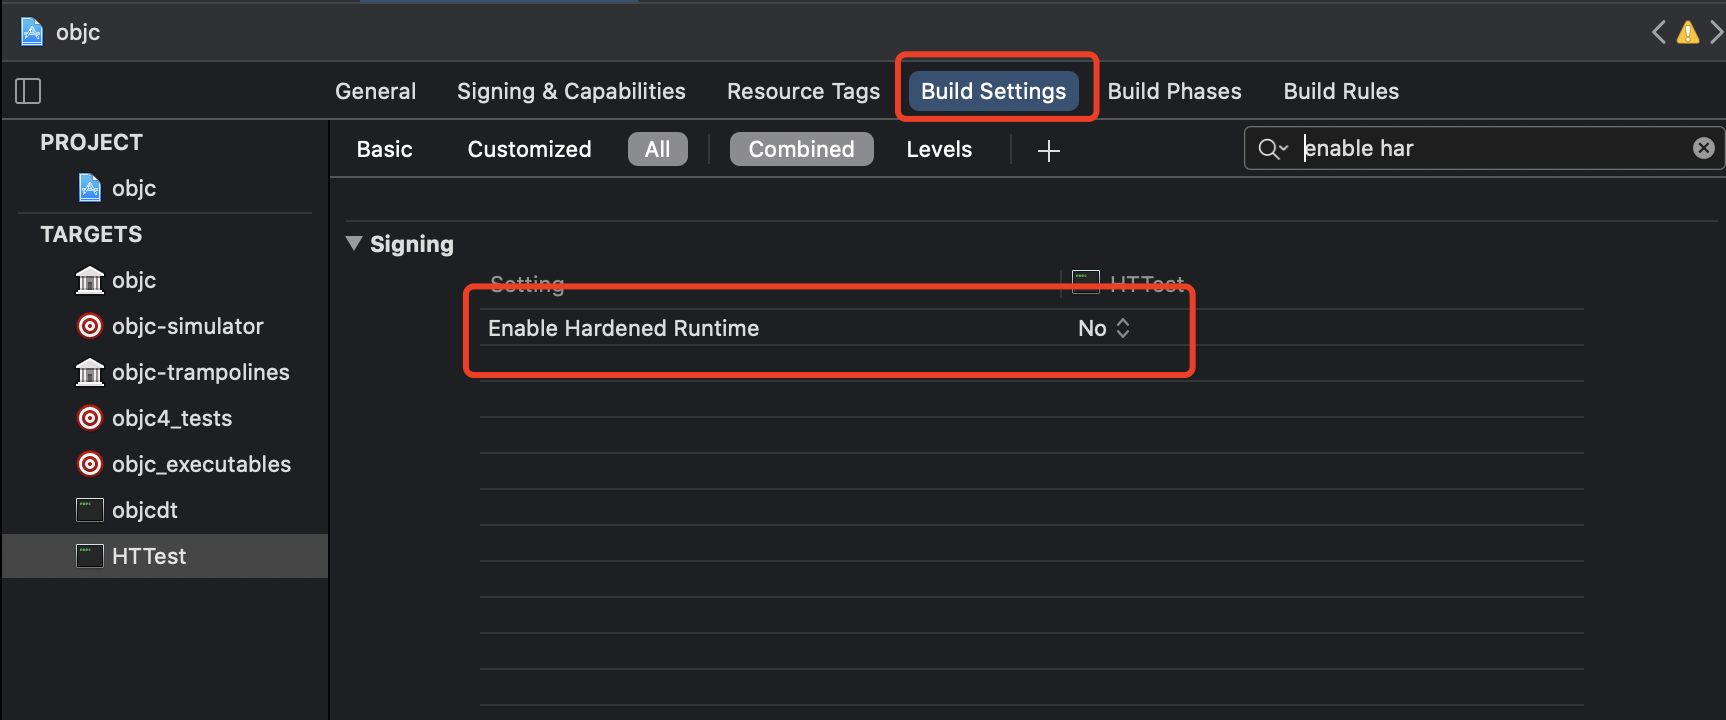 objc
General Signing & Capabilities Resource Tags Build Settings Build Phases Build Rules
PROJECT
objc
TARGETS
objc
objc-simulator
objc-trampolines
objc4_tests
objc_executables
objcdt
HTTest
Basic Customized All Combined Levels
enable har
Signing
Setting HTTest
Enable Hardened Runtime No